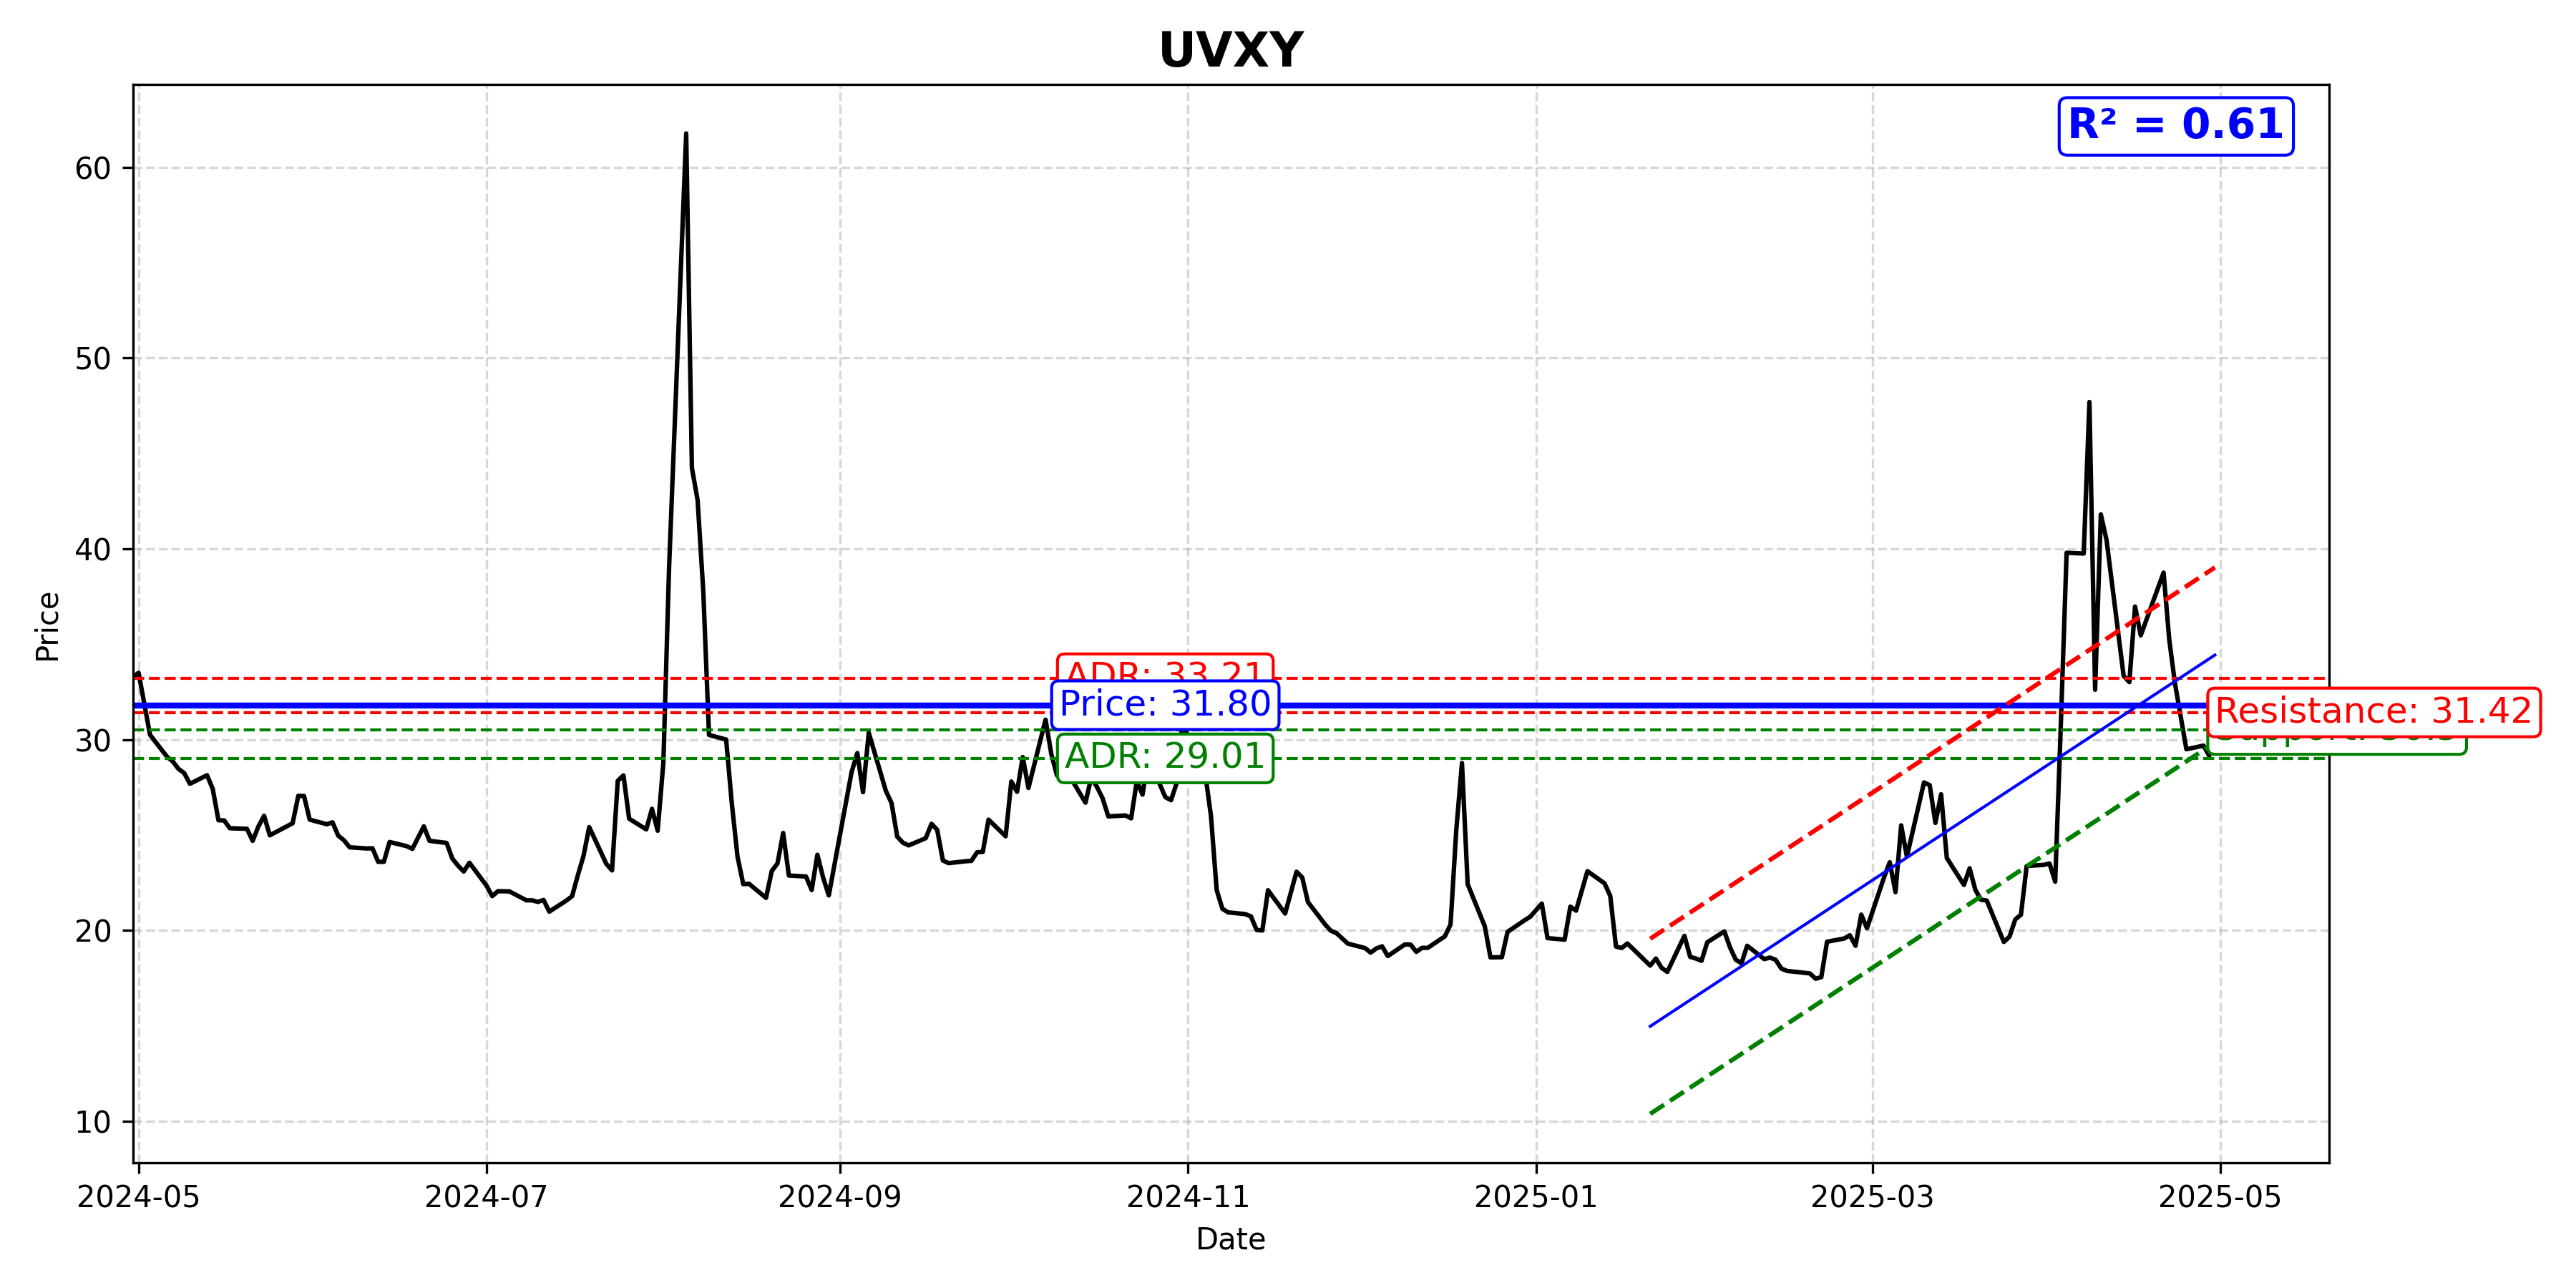 UVXY
R² = 0.61
60
50
40
30
20
10
Price
ADR: 33.21
Price: 31.80
ADR: 29.01
Resistance: 31.42
2024-05
2024-07
2024-09
2024-11
2025-01
2025-03
2025-05
Date